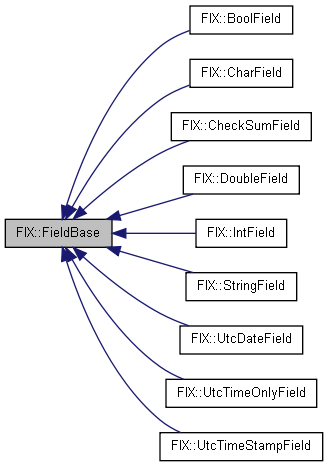 FIX::BoolField
FIX::CharField
FIX::CheckSumField
FIX::DoubleField
FIX::FieldBase
FIX::IntField
FIX::StringField
FIX::UtcDateField
FIX::UtcTimeOnlyField
FIX::UtcTimeStampField